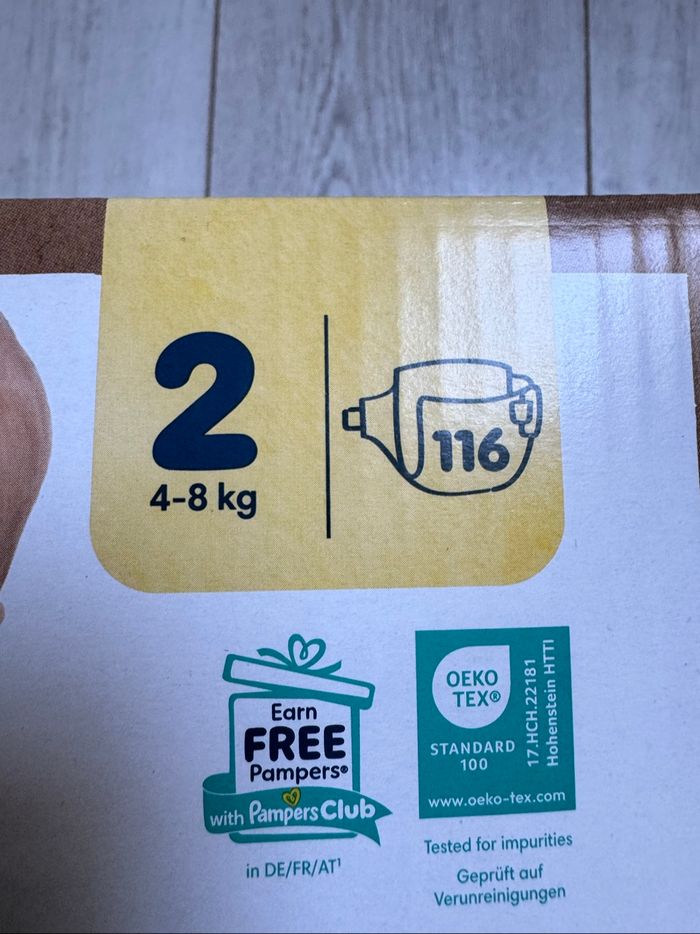 2
4-8 kg
116
Earn
FREE
Pampers®
with Pampers Club
in DE/FR/AT¹
OEKO
TEX®
STANDARD
100
17.HCH.22181
Hohenstein HTTI
www.oeko-tex.com
Tested for impurities
Geprüft auf
Verunreinigungen